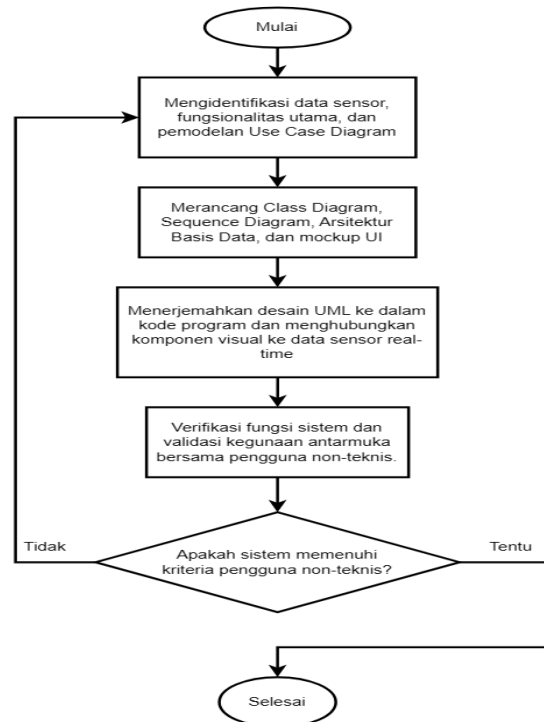 Mulai
Mengidentifikasi data sensor,
fungsionalitas utama, dan
pemodelan Use Case Diagram
Merancang Class Diagram,
Sequence Diagram, Arsitektur
Basis Data, dan mockup UI
Menerjemahkan desain UML ke dalam
kode program dan menghubungkan
komponen visual ke data sensor real-
time
Verifikasi fungsi sistem dan
validasi kegunaan antarmuka
bersama pengguna non-teknis.
Tidak
Apakah sistem memenuhi
kriteria pengguna non-teknis?
Tentu
Selesai